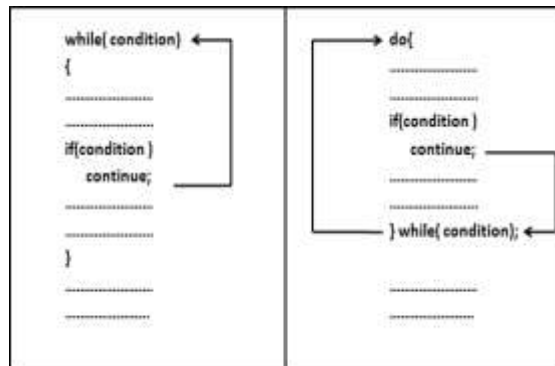 while( condition)
{
........................
........................
if(condition )
continue;
........................
........................
}
........................
.......................
do{
........................
........................
if(condition )
continue;
........................
........................
} while( condition);
........................
.......................